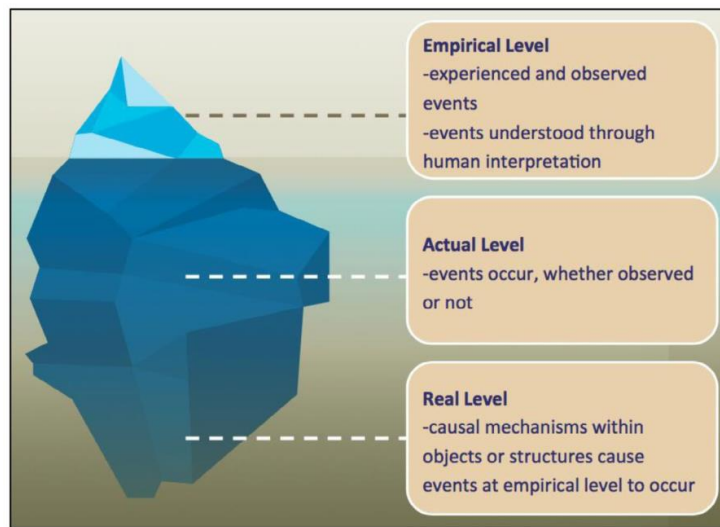 Empirical Level
-experienced and observed
events
-events understood through
human interpretation
Actual Level
-events occur, whether observed
or not
Real Level
-causal mechanisms within
objects or structures cause
events at empirical level to occur